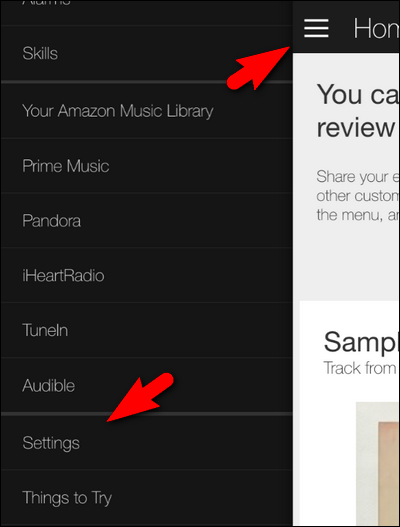 Alarms
Skills
Your Amazon Music Library
Prime Music
Pandora
iHeartRadio
TuneIn
Audible
Settings
Things to Try
Hom
You ca
review
Share your e
other custom
the menu, a
Sampl
Track from